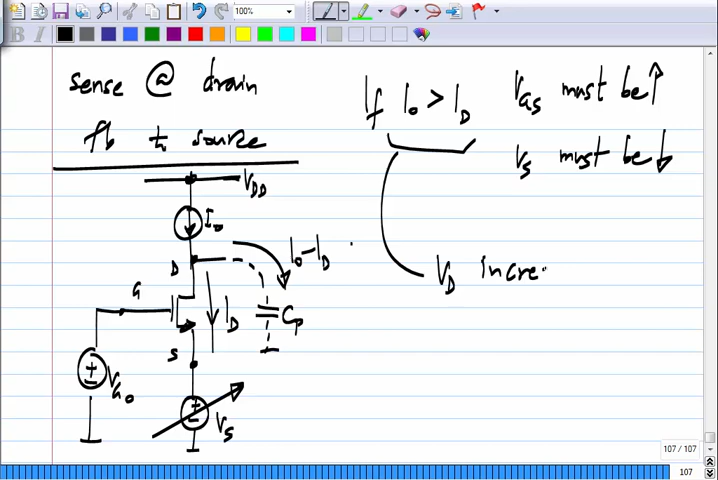 100%
B I
sense @ drain
fb to source
If I0 > ID
VGS must be ↑
VS must be ↓
VD incre
VDD
I0
D
I0-ID
G
ID
CP
S
VG0
VS
107 / 107
107